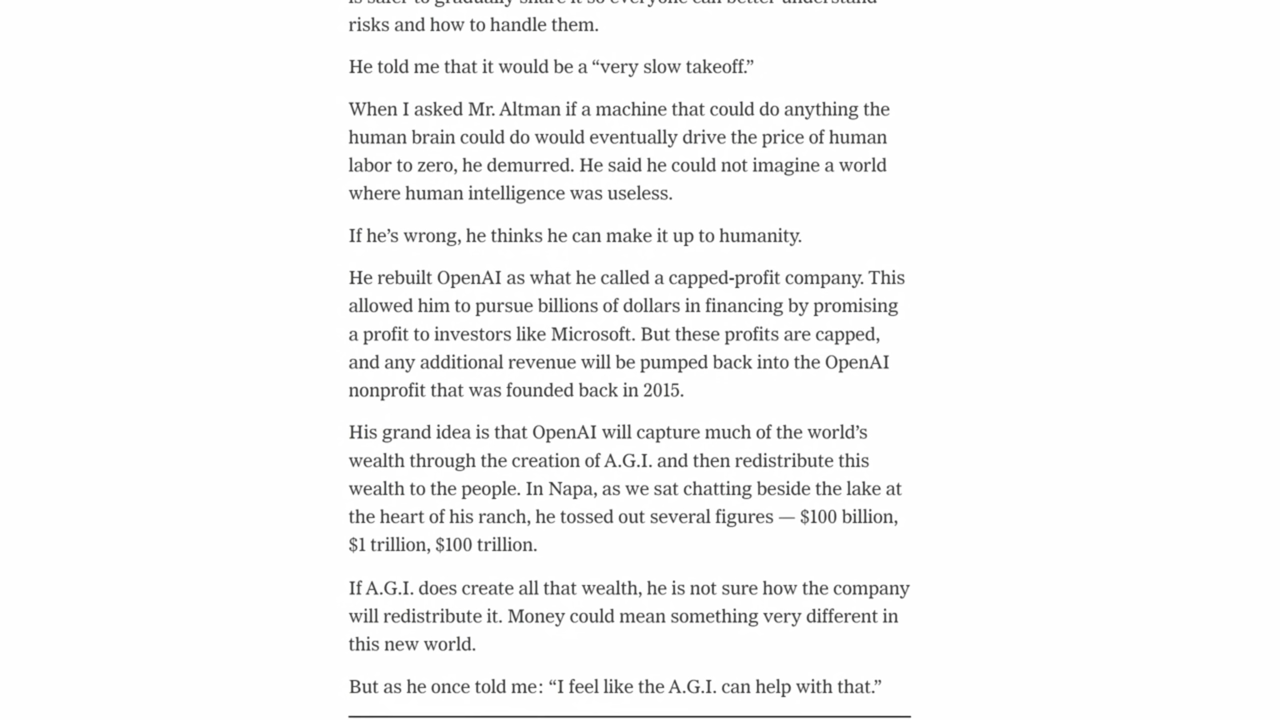 risks and how to handle them.
He told me that it would be a “very slow takeoff.”
When I asked Mr. Altman if a machine that could do anything the
human brain could do would eventually drive the price of human
labor to zero, he demurred. He said he could not imagine a world
where human intelligence was useless.
If he’s wrong, he thinks he can make it up to humanity.
He rebuilt OpenAI as what he called a capped-profit company. This
allowed him to pursue billions of dollars in financing by promising
a profit to investors like Microsoft. But these profits are capped,
and any additional revenue will be pumped back into the OpenAI
nonprofit that was founded back in 2015.
His grand idea is that OpenAI will capture much of the world’s
wealth through the creation of A.G.I. and then redistribute this
wealth to the people. In Napa, as we sat chatting beside the lake at
the heart of his ranch, he tossed out several figures — $100 billion,
$1 trillion, $100 trillion.
If A.G.I. does create all that wealth, he is not sure how the company
will redistribute it. Money could mean something very different in
this new world.
But as he once told me: “I feel like the A.G.I. can help with that.”